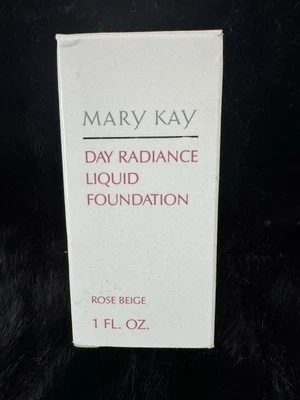 MARY KAY
DAY RADIANCE
LIQUID
FOUNDATION
ROSE BEIGE
1 FL. OZ.